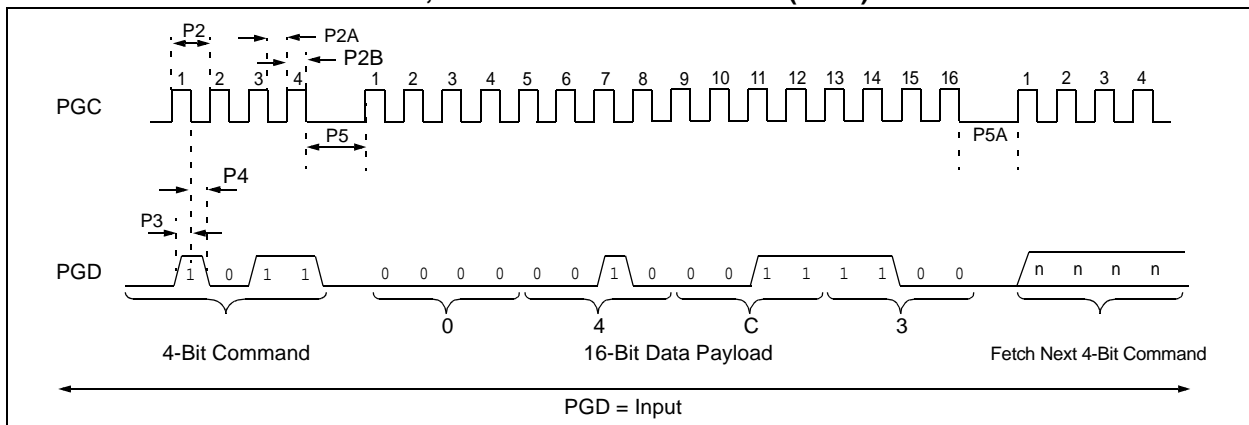 P2
P2A
P2B
1 2 3 4 1 2 3 4 5 6 7 8 9 10 11 12 13 14 15 16 1 2 3 4
PGC
P5
P5A
P4
P3
PGD
1 0 1 1 0 0 0 0 0 0 1 0 0 0 1 1 1 1 0 0 n n n n
0 4 C 3
4-Bit Command 16-Bit Data Payload Fetch Next 4-Bit Command
PGD = Input